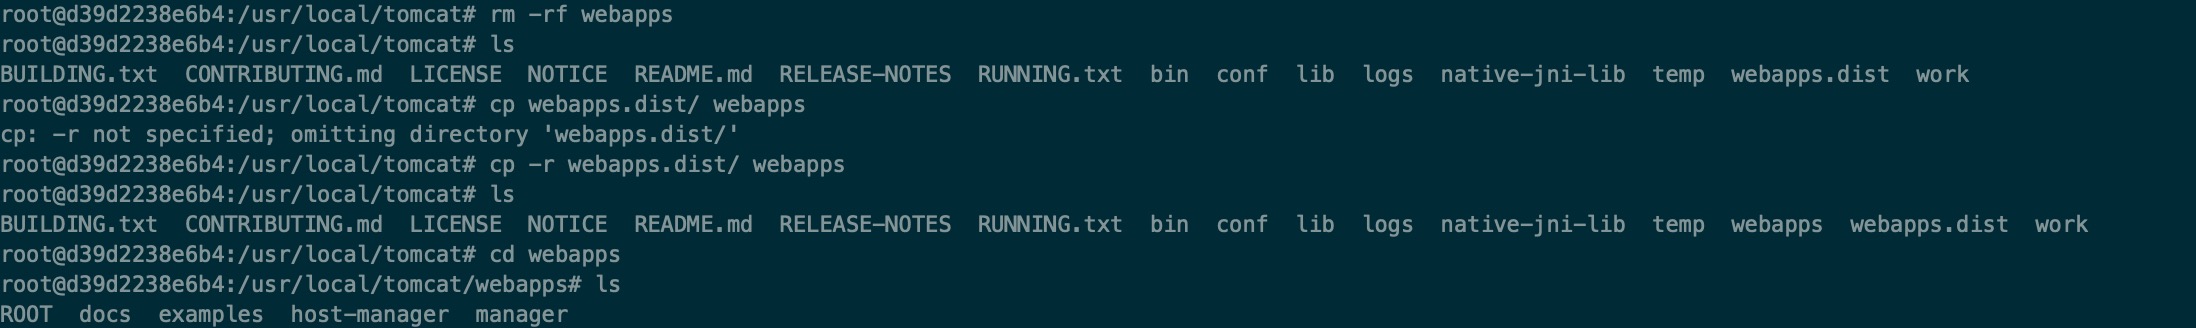 root@d39d2238e6b4:/usr/local/tomcat# rm -rf webapps
root@d39d2238e6b4:/usr/local/tomcat# ls
BUILDING.txt  CONTRIBUTING.md  LICENSE  NOTICE  README.md  RELEASE-NOTES  RUNNING.txt  bin  conf  lib  logs  native-jni-lib  temp  webapps.dist  work
root@d39d2238e6b4:/usr/local/tomcat# cp webapps.dist/ webapps
cp: -r not specified; omitting directory 'webapps.dist/'
root@d39d2238e6b4:/usr/local/tomcat# cp -r webapps.dist/ webapps
root@d39d2238e6b4:/usr/local/tomcat# ls
BUILDING.txt  CONTRIBUTING.md  LICENSE  NOTICE  README.md  RELEASE-NOTES  RUNNING.txt  bin  conf  lib  logs  native-jni-lib  temp  webapps  webapps.dist  work
root@d39d2238e6b4:/usr/local/tomcat# cd webapps
root@d39d2238e6b4:/usr/local/tomcat/webapps# ls
ROOT  docs  examples  host-manager  manager